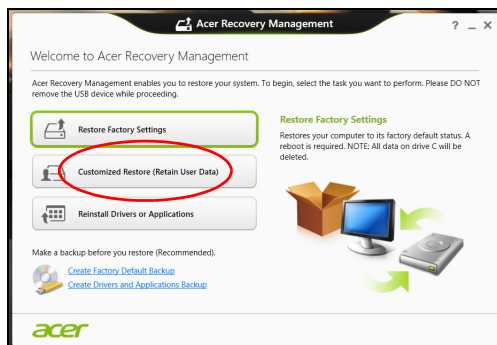 Acer Recovery Management
? _ X
Welcome to Acer Recovery Management
Acer Recovery Management enables you to restore your system. To begin, select the task you want to perform. Please DO NOT
remove the USB device while proceeding.
Restore Factory Settings
Customized Restore (Retain User Data)
Reinstall Drivers or Applications
Restore Factory Settings
Restores your computer to its factory default status. A
reboot is required. NOTE: All data on drive C will be
deleted.
Make a backup before you restore (Recommended).
Create Factory Default Backup
Create Drivers and Applications Backup
acer